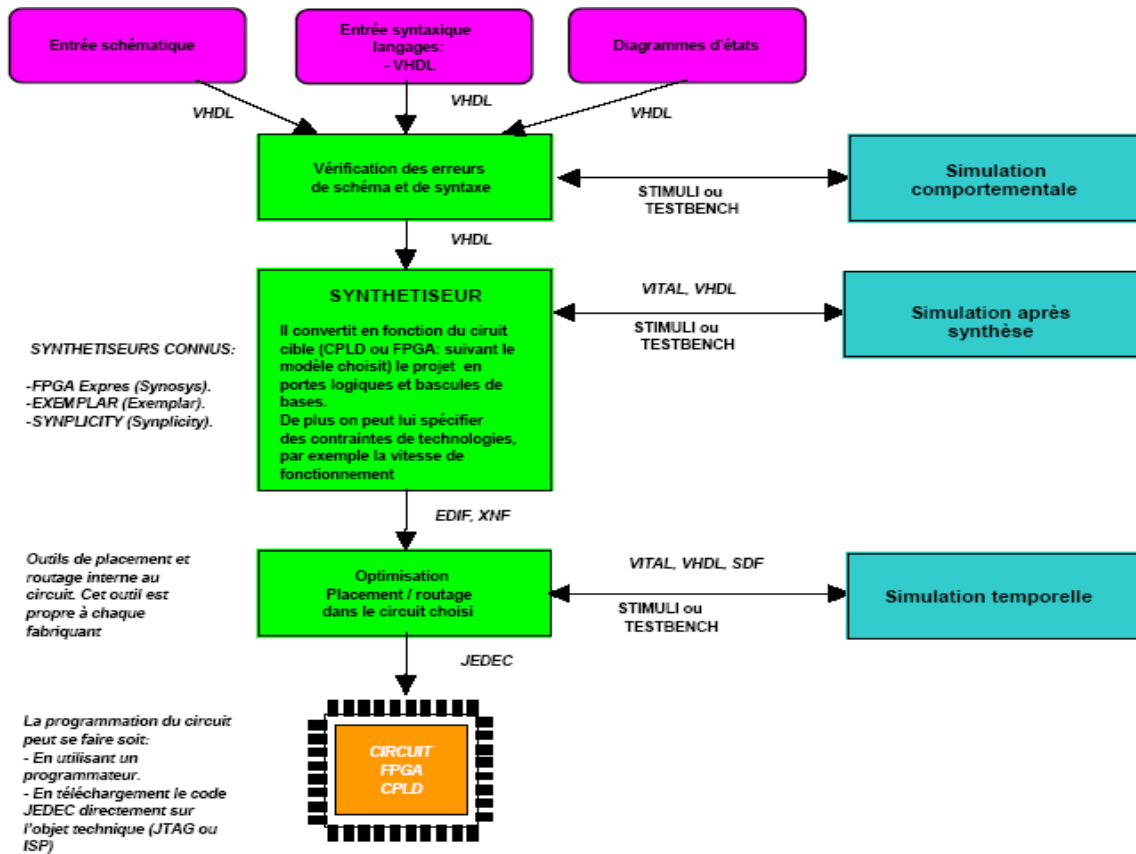 Entrée schématique
Entrée syntaxique
langages:
- VHDL
Diagrammes d'états
VHDL
VHDL
VHDL
Vérification des erreurs
de schéma et de syntaxe
STIMULI ou
TESTBENCH
Simulation
comportementale
VHDL
SYNTHETISEUR
Il convertit en fonction du ciruit
cible (CPLD ou FPGA: suivant le
modèle choisit) le projet en
portes logiques et bascules de
bases.
De plus on peut lui spécifier
des contraintes de technologies,
par exemple la vitesse de
fonctionnement
VITAL, VHDL
STIMULI ou
TESTBENCH
Simulation après
synthèse
SYNTHETISEURS CONNUS:
-FPGA Expres (Synosys).
-EXEMPLAR (Exemplar).
-SYNPLICITY (Synplicity).
EDIF, XNF
Outils de placement et
routage interne au
circuit. Cet outil est
propre à chaque
fabriquant
Optimisation
Placement / routage
dans le circuit choisi
VITAL, VHDL, SDF
STIMULI ou
TESTBENCH
Simulation temporelle
JEDEC
La programmation du circuit
peut se faire soit:
- En utilisant un
programmateur.
- En téléchargement le code
JEDEC directement sur
l'objet technique (JTAG ou
ISP)
CIRCUIT
FPGA
CPLD